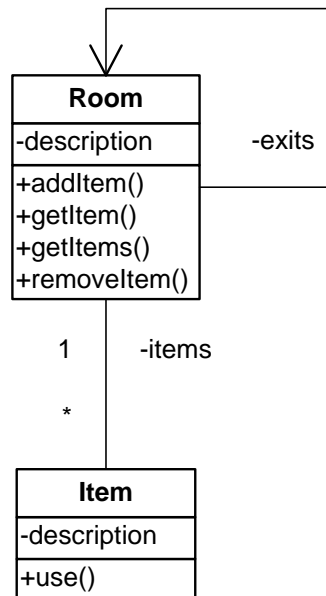 Room
-description
-exits
+addItem()
+getItem()
+getItems()
+removeItem()
1
-items
*
Item
-description
+use()